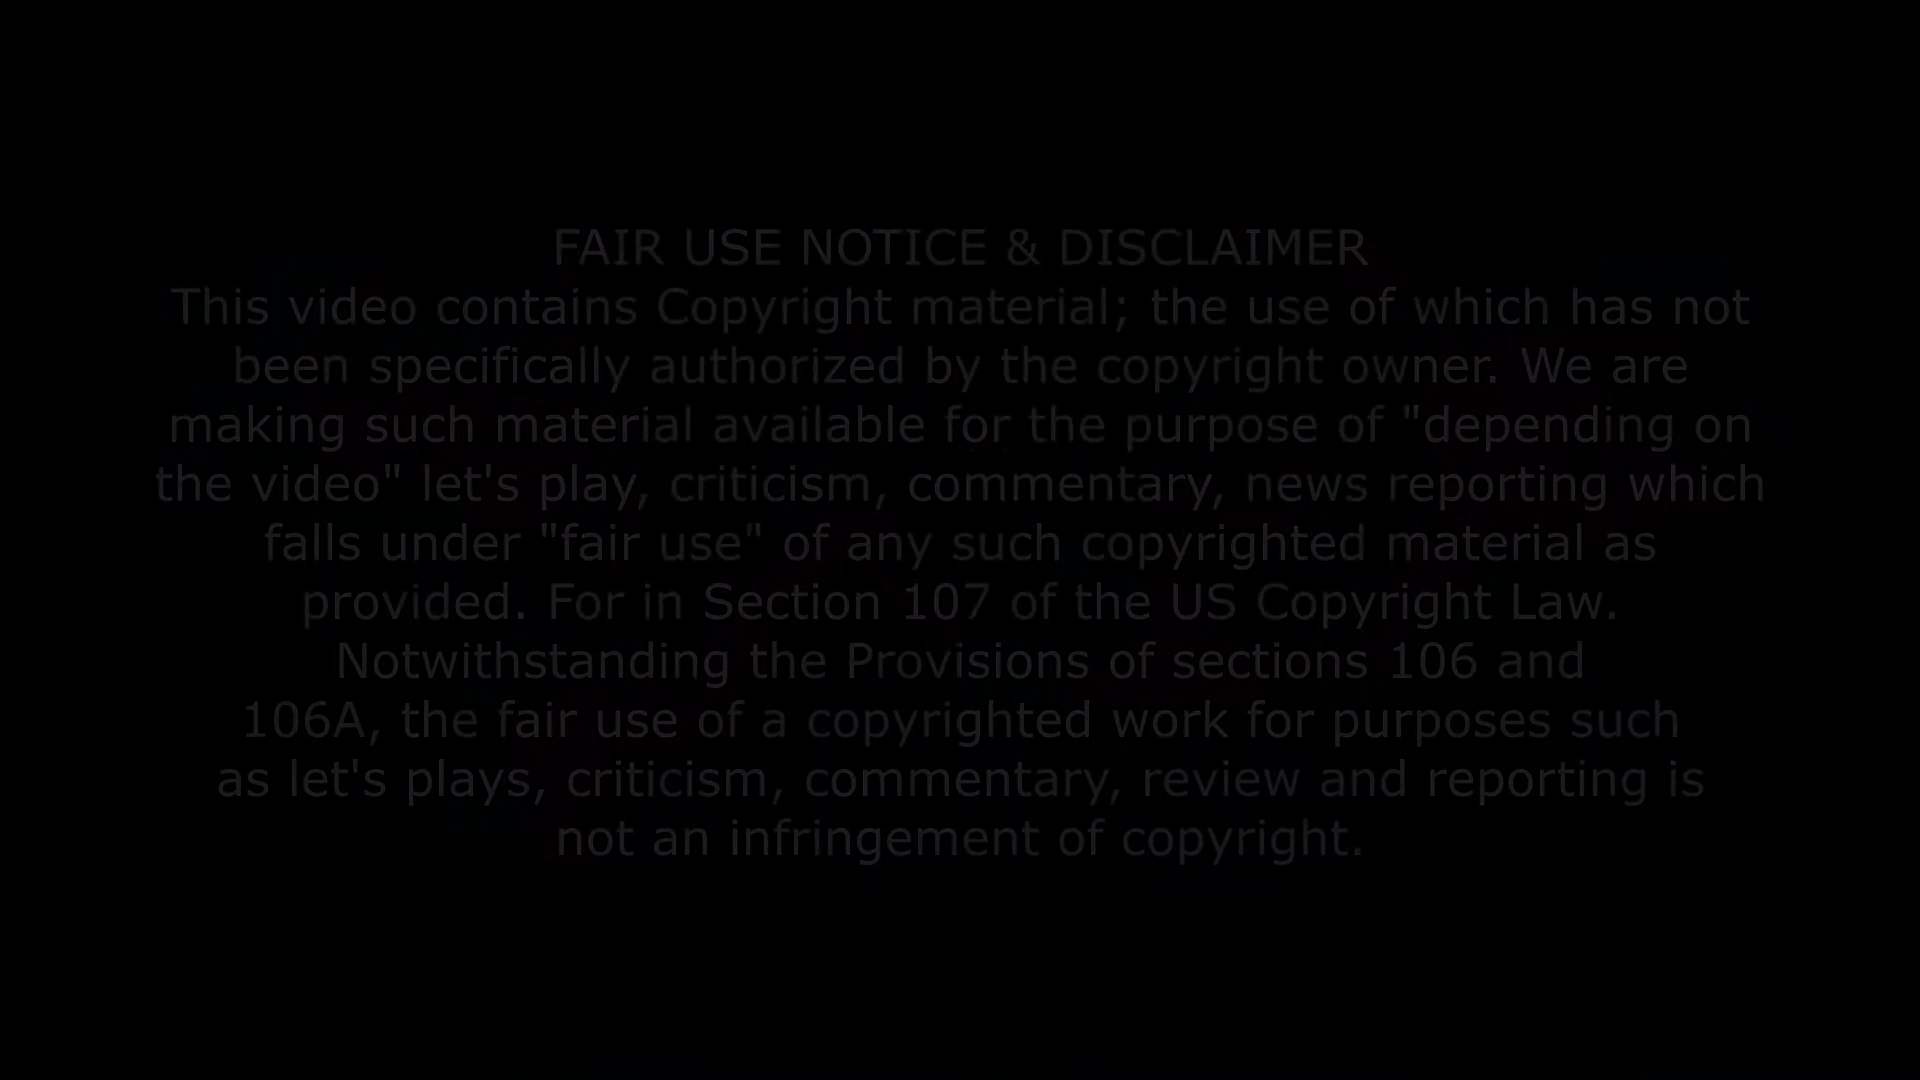 FAIR USE NOTICE & DISCLAIMER
This video contains Copyright material; the use of which has not
been specifically authorized by the copyright owner. We are
making such material available for the purpose of "depending on
the video" let's play, criticism, commentary, news reporting which
falls under "fair use" of any such copyrighted material as
provided. For in Section 107 of the US Copyright Law.
Notwithstanding the Provisions of sections 106 and
106A, the fair use of a copyrighted work for purposes such
as let's plays, criticism, commentary, review and reporting is
not an infringement of copyright.